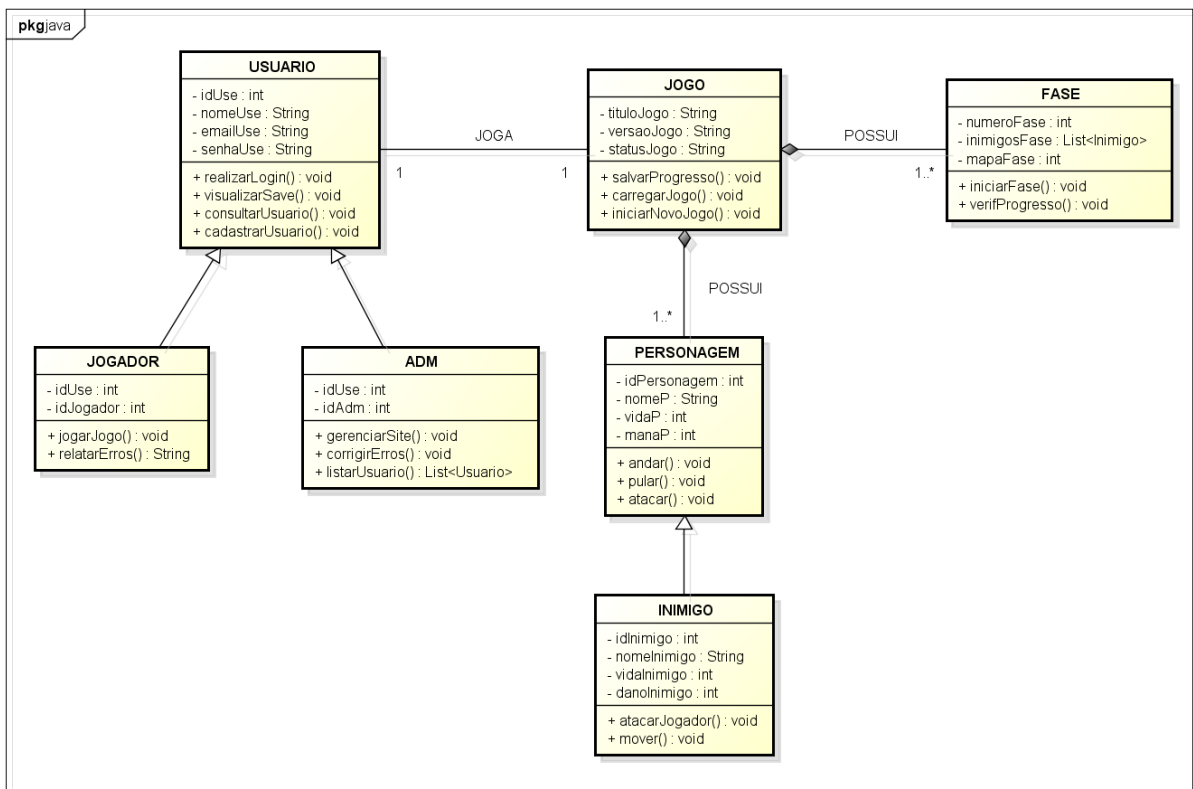 pkgjava
USUARIO
- idUse : int
- nomeUse : String
- emailUse : String
- senhaUse : String
+ realizarLogin() : void
+ visualizarSave() : void
+ consultarUsuario() : void
+ cadastrarUsuario() : void
JOGA
1
1
JOGO
- tituloJogo : String
- versaoJogo : String
- statusJogo : String
+ salvarProgresso() : void
+ carregarJogo() : void
+ iniciarNovoJogo() : void
POSSUI
1..*
FASE
- numeroFase : int
- inimigosFase : List<Inimigo>
- mapaFase : int
+ iniciarFase() : void
+ verifProgresso() : void
POSSUI
1..*
JOGADOR
- idUse : int
- idJogador : int
+ jogarJogo() : void
+ relatarErros() : String
ADM
- idUse : int
- idAdm : int
+ gerenciarSite() : void
+ corrigirErros() : void
+ listarUsuario() : List<Usuario>
PERSONAGEM
- idPersonagem : int
- nomeP : String
- vidaP : int
- manaP : int
+ andar() : void
+ pular() : void
+ atacar() : void
INIMIGO
- idInimigo : int
- nomeInimigo : String
- vidaInimigo : int
- danoInimigo : int
+ atacarJogador() : void
+ mover() : void